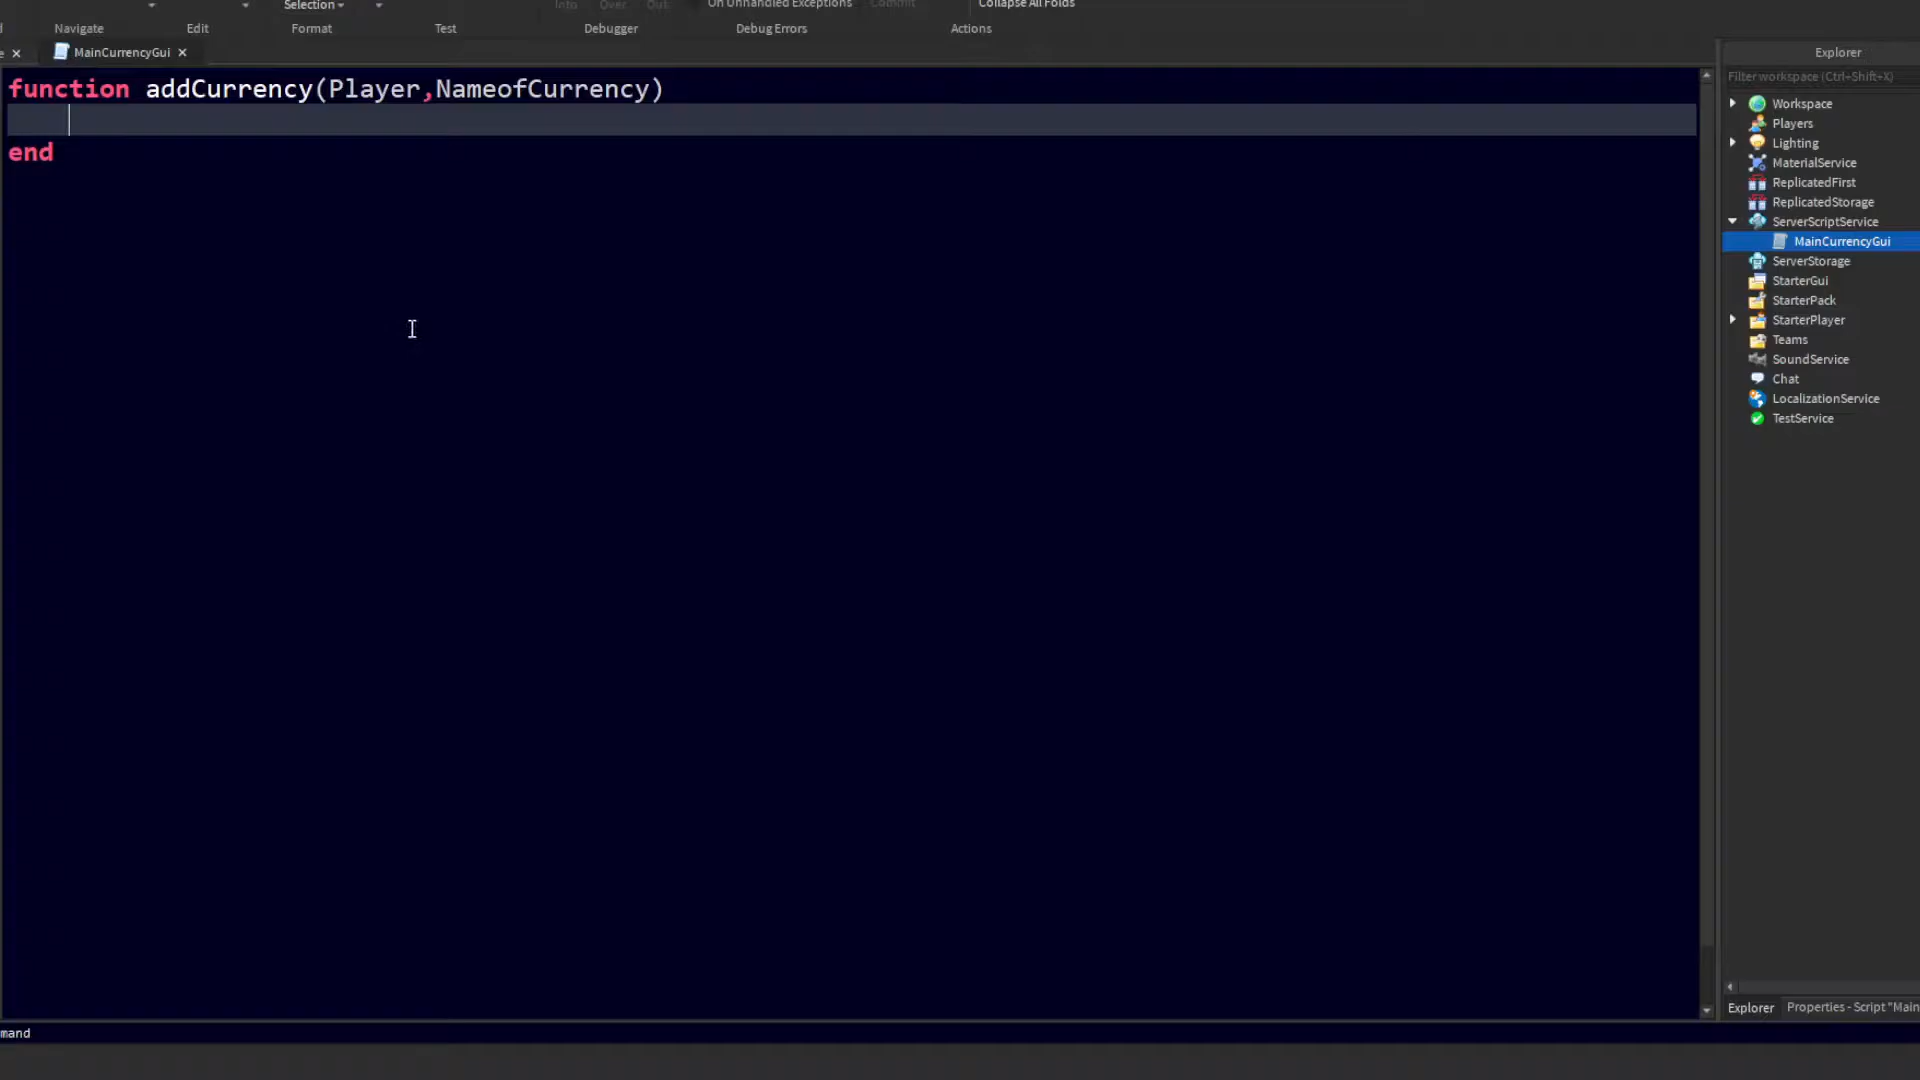 Selection
Into Over Out On Unhandled Exceptions Commit Collapse All Folds
Navigate Edit Format Test Debugger Debug Errors Actions
MainCurrencyGui
function addCurrency(Player,NameofCurrency)
end
Explorer
Filter workspace (Ctrl+Shift+X)
Workspace
Players
Lighting
MaterialService
ReplicatedFirst
ReplicatedStorage
ServerScriptService
MainCurrencyGui
ServerStorage
StarterGui
StarterPack
StarterPlayer
Teams
SoundService
Chat
LocalizationService
TestService
Explorer Properties - Script "Main
mand